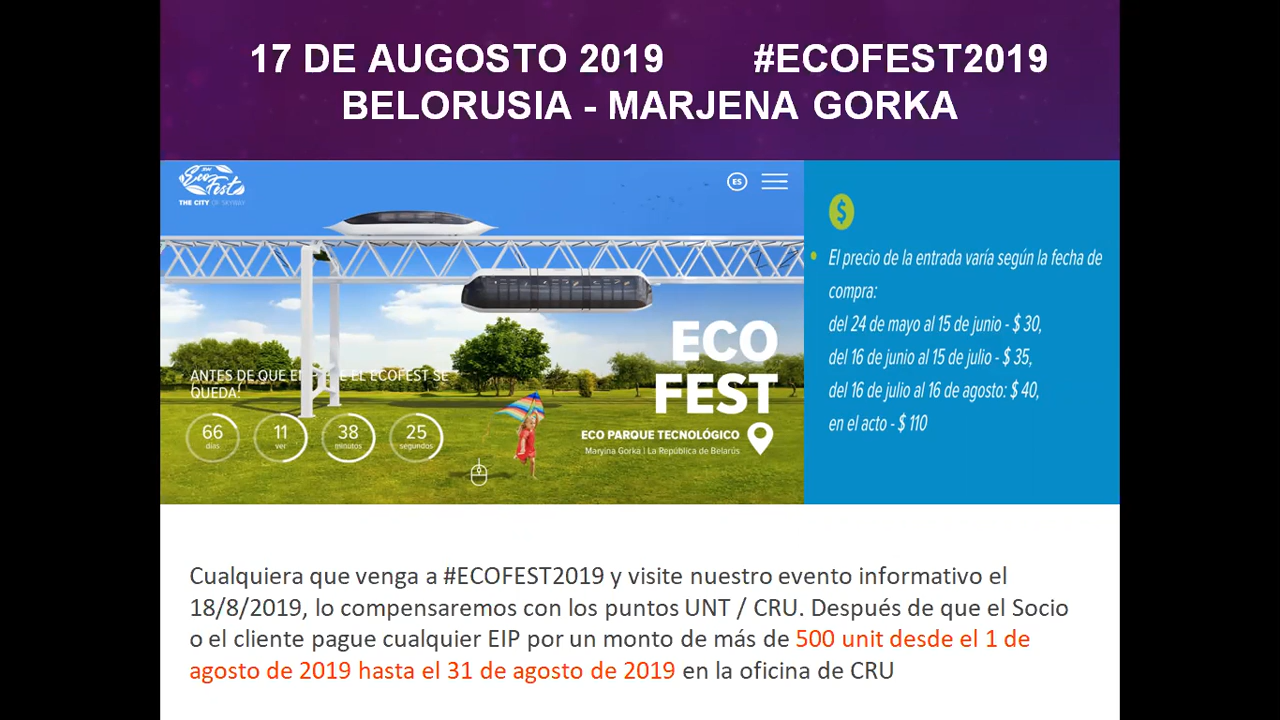 17 DE AUGOSTO 2019 #ECOFEST2019
BELORUSIA - MARJENA GORKA
Eco
Fest
THE CITY OF SKYWAY
ES
ANTES DE QUE EM E EL ECOFEST SE
QUEDA:
66 11 38 25
días ver minutos segundos
ECO
FEST
ECO PARQUE TECNOLÓGICO
Maryina Gorka | La República de Belarús
$
• El precio de la entrada varía según la fecha de
compra:
del 24 de mayo al 15 de junio - $ 30,
del 16 de junio al 15 de julio - $ 35,
del 16 de julio al 16 de agosto: $ 40,
en el acto - $ 110
Cualquiera que venga a #ECOFEST2019 y visite nuestro evento informativo el
18/8/2019, lo compensaremos con los puntos UNT / CRU. Después de que el Socio
o el cliente pague cualquier EIP por un monto de más de 500 unit desde el 1 de
agosto de 2019 hasta el 31 de agosto de 2019 en la oficina de CRU